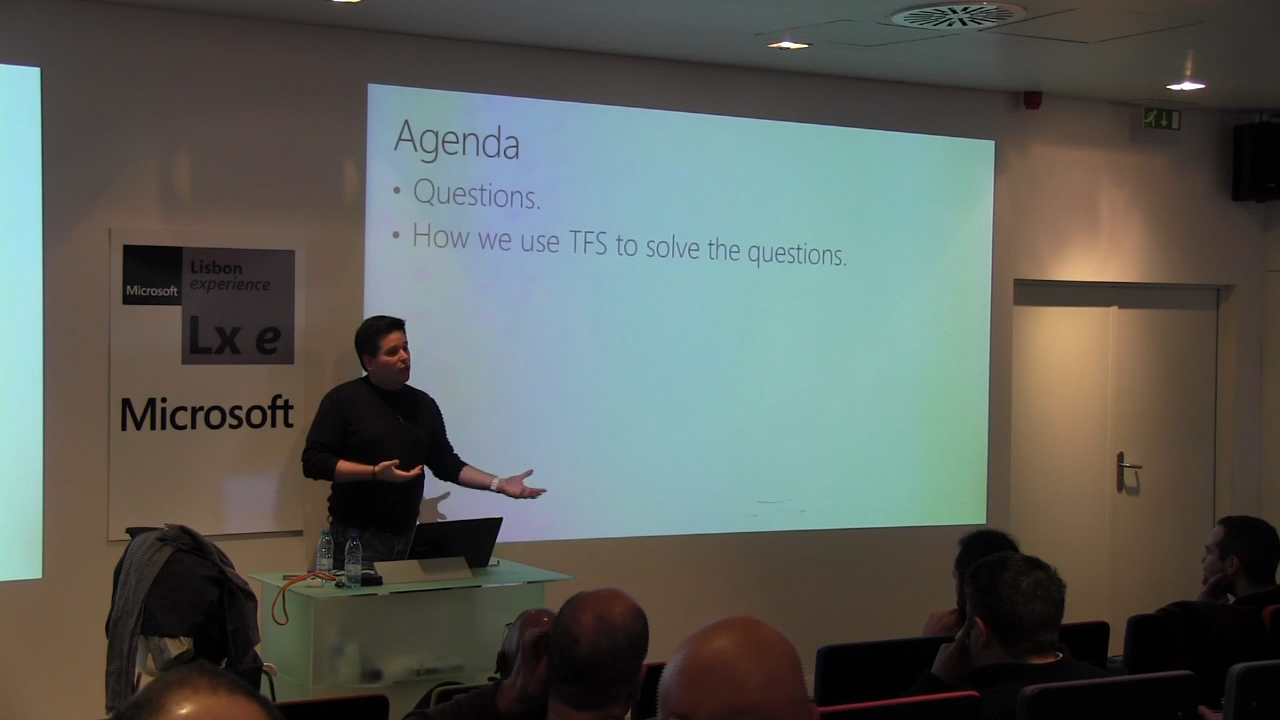 Agenda
• Questions.
• How we use TFS to solve the questions.
Microsoft
Lisbon
experience
Lx e
Microsoft